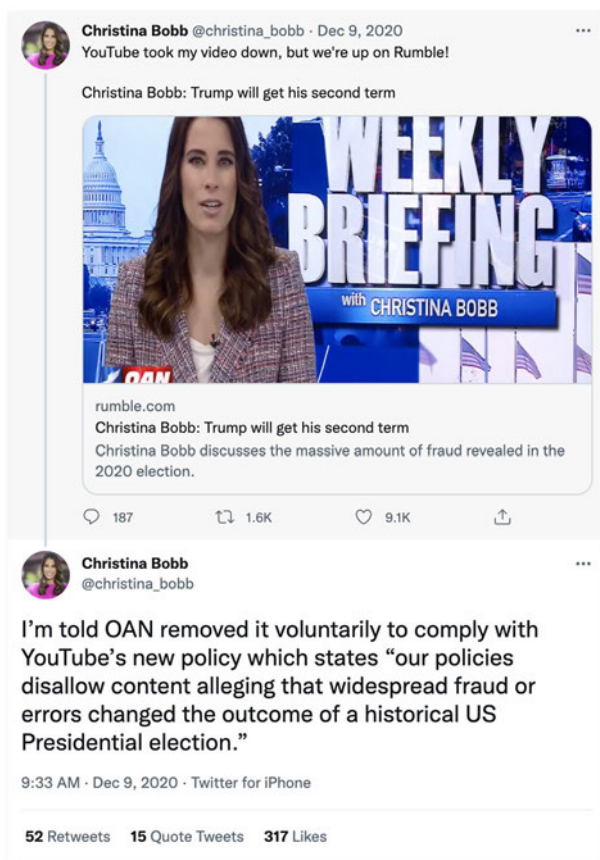 Christina Bobb @christina_bobb · Dec 9, 2020
YouTube took my video down, but we're up on Rumble!
Christina Bobb: Trump will get his second term
WEEKLY
BRIEFING
with CHRISTINA BOBB
OAN
rumble.com
Christina Bobb: Trump will get his second term
Christina Bobb discusses the massive amount of fraud revealed in the
2020 election.
187 1.6K 9.1K
Christina Bobb
@christina_bobb
I'm told OAN removed it voluntarily to comply with
YouTube's new policy which states “our policies
disallow content alleging that widespread fraud or
errors changed the outcome of a historical US
Presidential election.”
9:33 AM · Dec 9, 2020 · Twitter for iPhone
52 Retweets 15 Quote Tweets 317 Likes